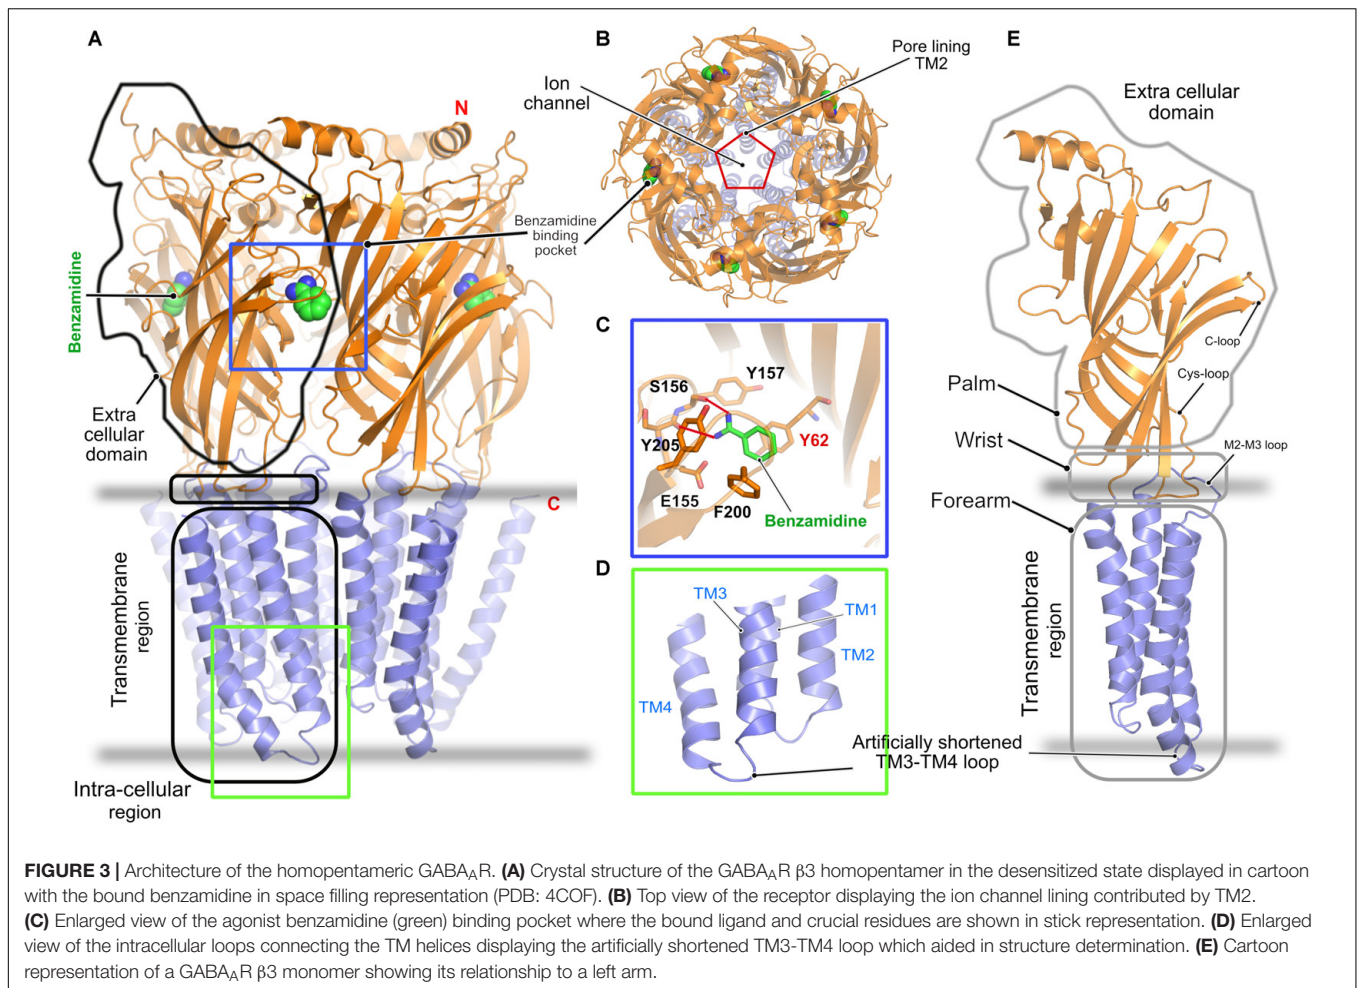 A
N
Benzamidine
Extra
cellular
domain
Benzamidine
binding
pocket
C
Transmembrane
region
Intra-cellular
region
B
Ion
channel
Pore lining
TM2
C
S156
Y157
Y205
Y62
E155
F200
Benzamidine
D
TM3
TM1
TM2
TM4
Artificially shortened
TM3-TM4 loop
E
Extra cellular
domain
C-loop
Cys-loop
Palm
Wrist
M2-M3 loop
Forearm
Transmembrane
region
FIGURE 3 | Architecture of the homopentameric GABAAR. (A) Crystal structure of the GABAAR β3 homopentamer in the desensitized state displayed in cartoon
with the bound benzamidine in space filling representation (PDB: 4COF). (B) Top view of the receptor displaying the ion channel lining contributed by TM2.
(C) Enlarged view of the agonist benzamidine (green) binding pocket where the bound ligand and crucial residues are shown in stick representation. (D) Enlarged
view of the intracellular loops connecting the TM helices displaying the artificially shortened TM3-TM4 loop which aided in structure determination. (E) Cartoon
representation of a GABAAR β3 monomer showing its relationship to a left arm.